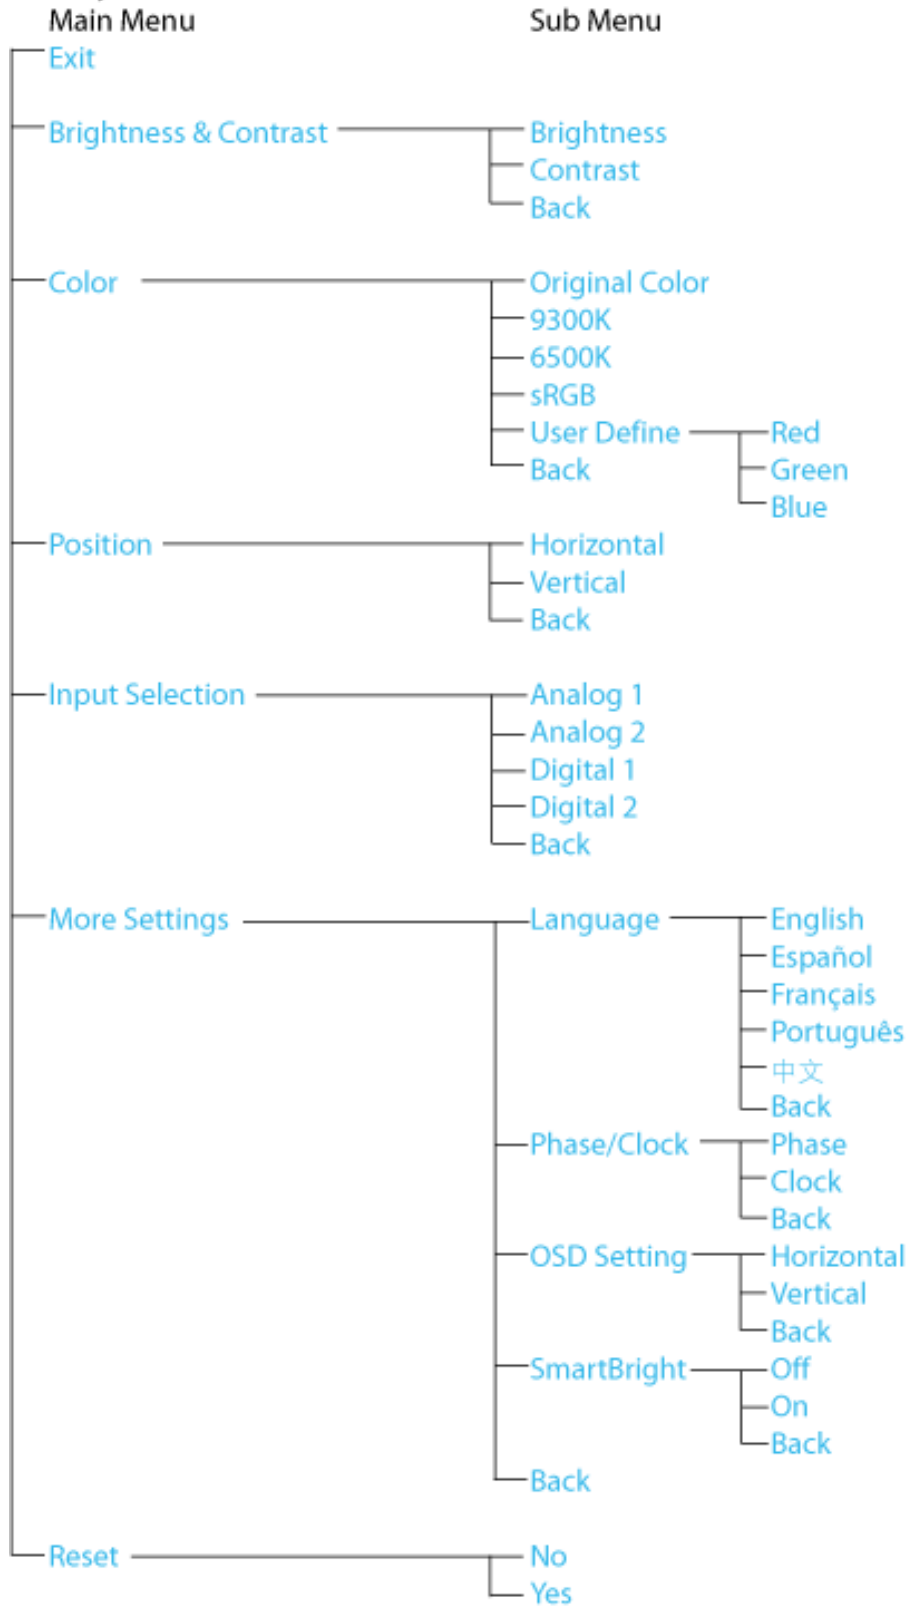 Main Menu Sub Menu
Exit
Brightness & Contrast Brightness
Contrast
Back
Color Original Color
9300K
6500K
sRGB
User Define Red
Back Green
Blue
Position Horizontal
Vertical
Back
Input Selection Analog 1
Analog 2
Digital 1
Digital 2
Back
More Settings Language English
Español
Français
Português
中文
Back
Phase/Clock Phase
Clock
Back
OSD Setting Horizontal
Vertical
Back
SmartBright Off
On
Back
Back
Reset No
Yes